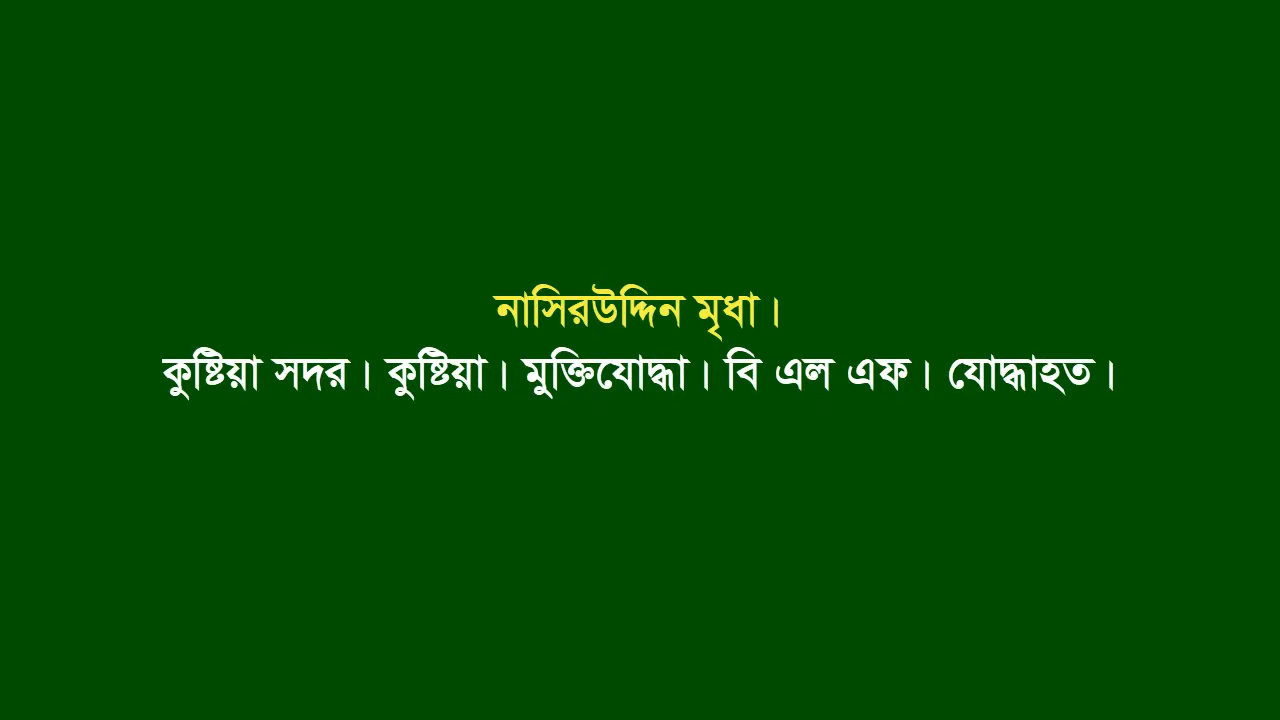 নাসিরউদ্দিন মৃধা।
কুষ্টিয়া সদর। কুষ্টিয়া। মুক্তিযোদ্ধা। বি এল এফ। যোদ্ধাহত।